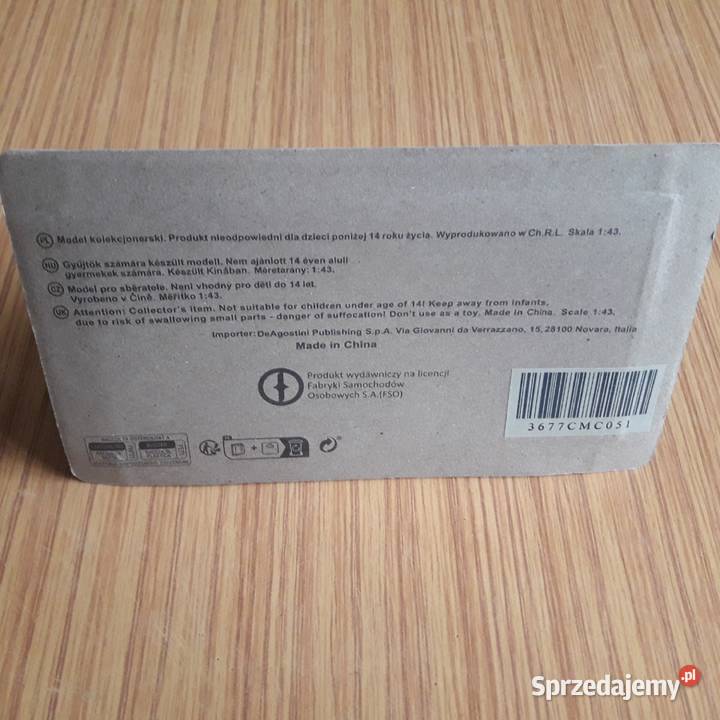 PL Model kolekcjonerski. Produkt nieodpowiedni dla dzieci poniżej 14 roku życia. Wyprodukowano w Ch.R.L. Skala 1:43.
HU Gyűjtők számára készült modell. Nem ajánlott 14 éven aluli
gyermekek számára. Készült Kínában. Méretarány: 1:43.
CZ Model pro sběratele. Není vhodný pro děti do 14 let.
Vyrobeno v Číně. Měřítko 1:43.
UK Attention! Collector's item. Not suitable for children under age of 14! Keep away from infants,
due to risk of swallowing small parts - danger of suffocation! Don't use as a toy. Made in China. Scale 1:43.
Importer: DeAgostini Publishing S.p.A. Via Giovanni da Verrazzano, 15, 28100 Novara, Italia
Made in China
Produkt wydawniczy na licencji
Fabryki Samochodów
Osobowych S.A.(FSO)
3677CMC051
Sprzedajemy.pl